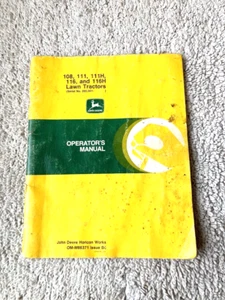 108, 111, 111H,
116, and 116H
Lawn Tractors
JOHN DEERE
OPERATOR'S
MANUAL
John Deere Horicon Works